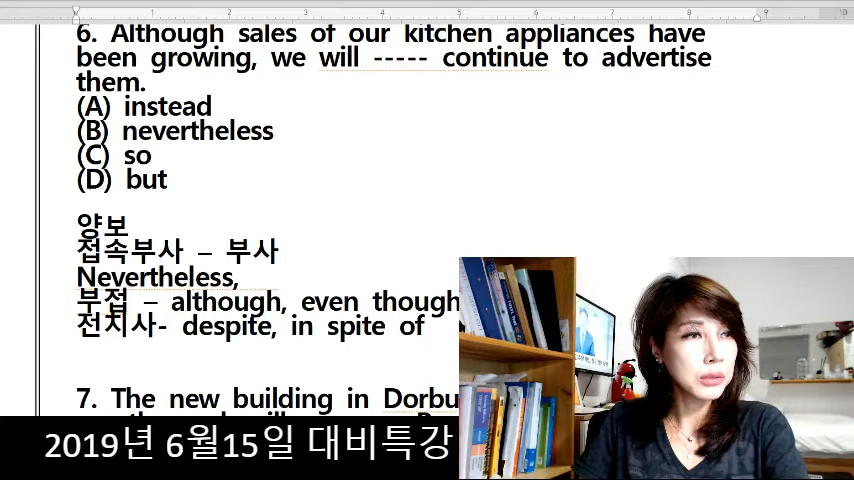 6. Although sales of our kitchen appliances have
been growing, we will ----- continue to advertise
them.
(A) instead
(B) nevertheless
(C) so
(D) but
양보
접속부사 – 부사
Nevertheless,
부접 – although, even though
전치사- despite, in spite of
7. The new building in Dorbu
2019년 6월15일 대비특강